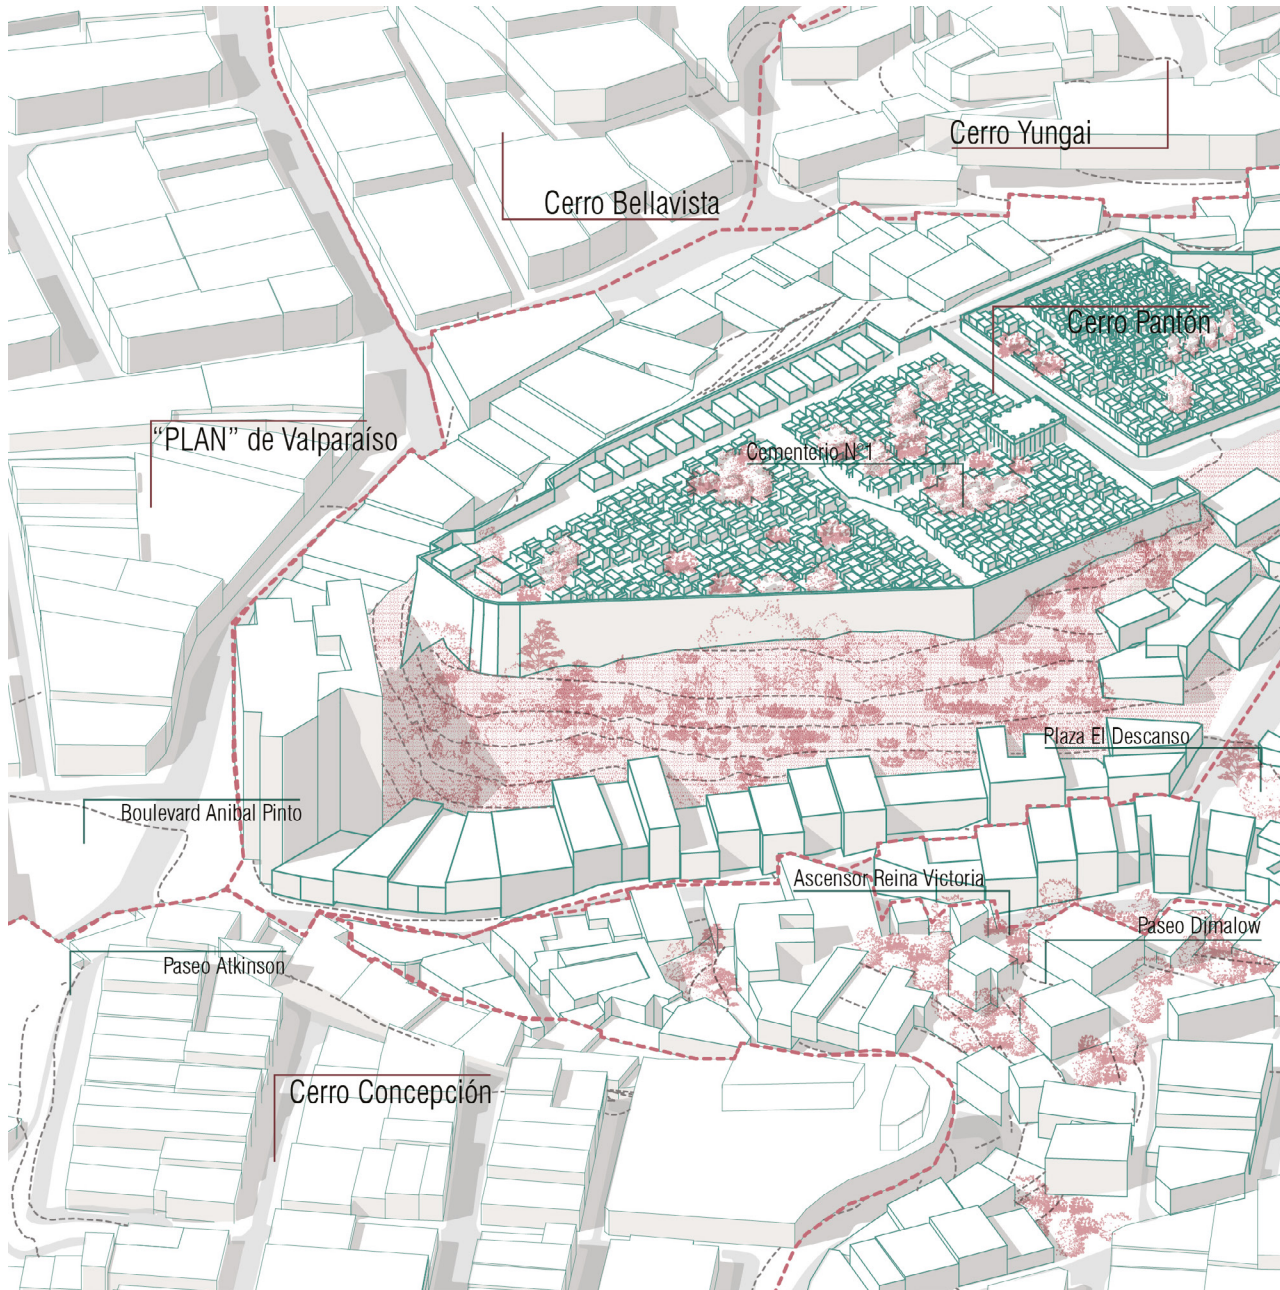 Cerro Yungai
Cerro Bellavista
Cerro Pantón
“PLAN” de Valparaíso
Cementerio N°1
Plaza El Descanso
Boulevard Anibal Pinto
Ascensor Reina Victoria
Paseo Dimalow
Paseo Atkinson
Cerro Concepción